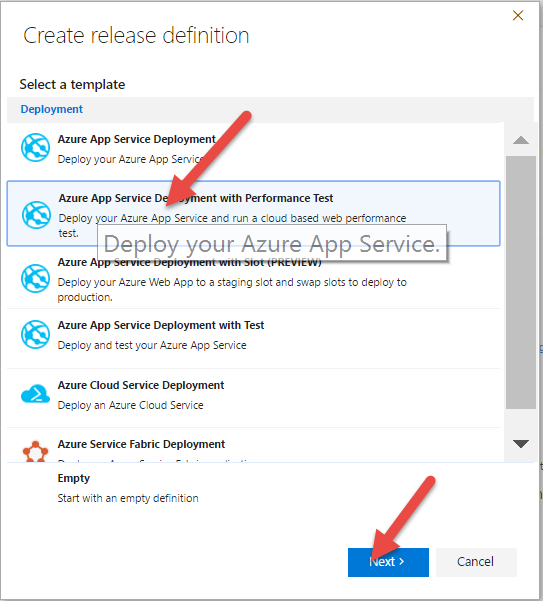 Create release definition
Select a template
Deployment
Azure App Service Deployment
Deploy your Azure App Service
Azure App Service Deployment with Performance Test
Deploy your Azure App Service and run a cloud based web performance
test.
Deploy your Azure App Service.
Azure App Service Deployment with Slot (PREVIEW)
Deploy your Azure Web App to a staging slot and swap slots to deploy to
production.
Azure App Service Deployment with Test
Deploy and test your Azure App Service
Azure Cloud Service Deployment
Deploy an Azure Cloud Service
Azure Service Fabric Deployment
Empty
Start with an empty definition
Next >
Cancel